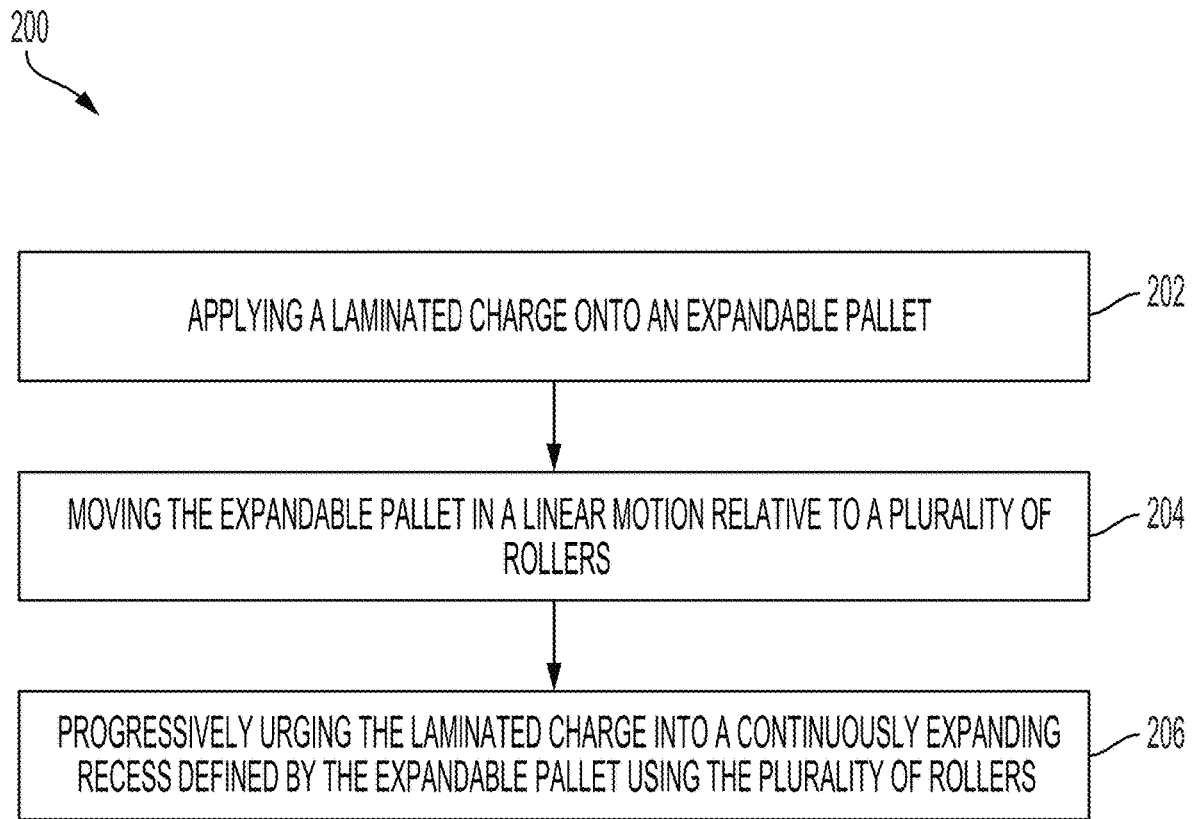 200
APPLYING A LAMINATED CHARGE ONTO AN EXPANDABLE PALLET
202
MOVING THE EXPANDABLE PALLET IN A LINEAR MOTION RELATIVE TO A PLURALITY OF
ROLLERS
204
PROGRESSIVELY URGING THE LAMINATED CHARGE INTO A CONTINUOUSLY EXPANDING
RECESS DEFINED BY THE EXPANDABLE PALLET USING THE PLURALITY OF ROLLERS
206